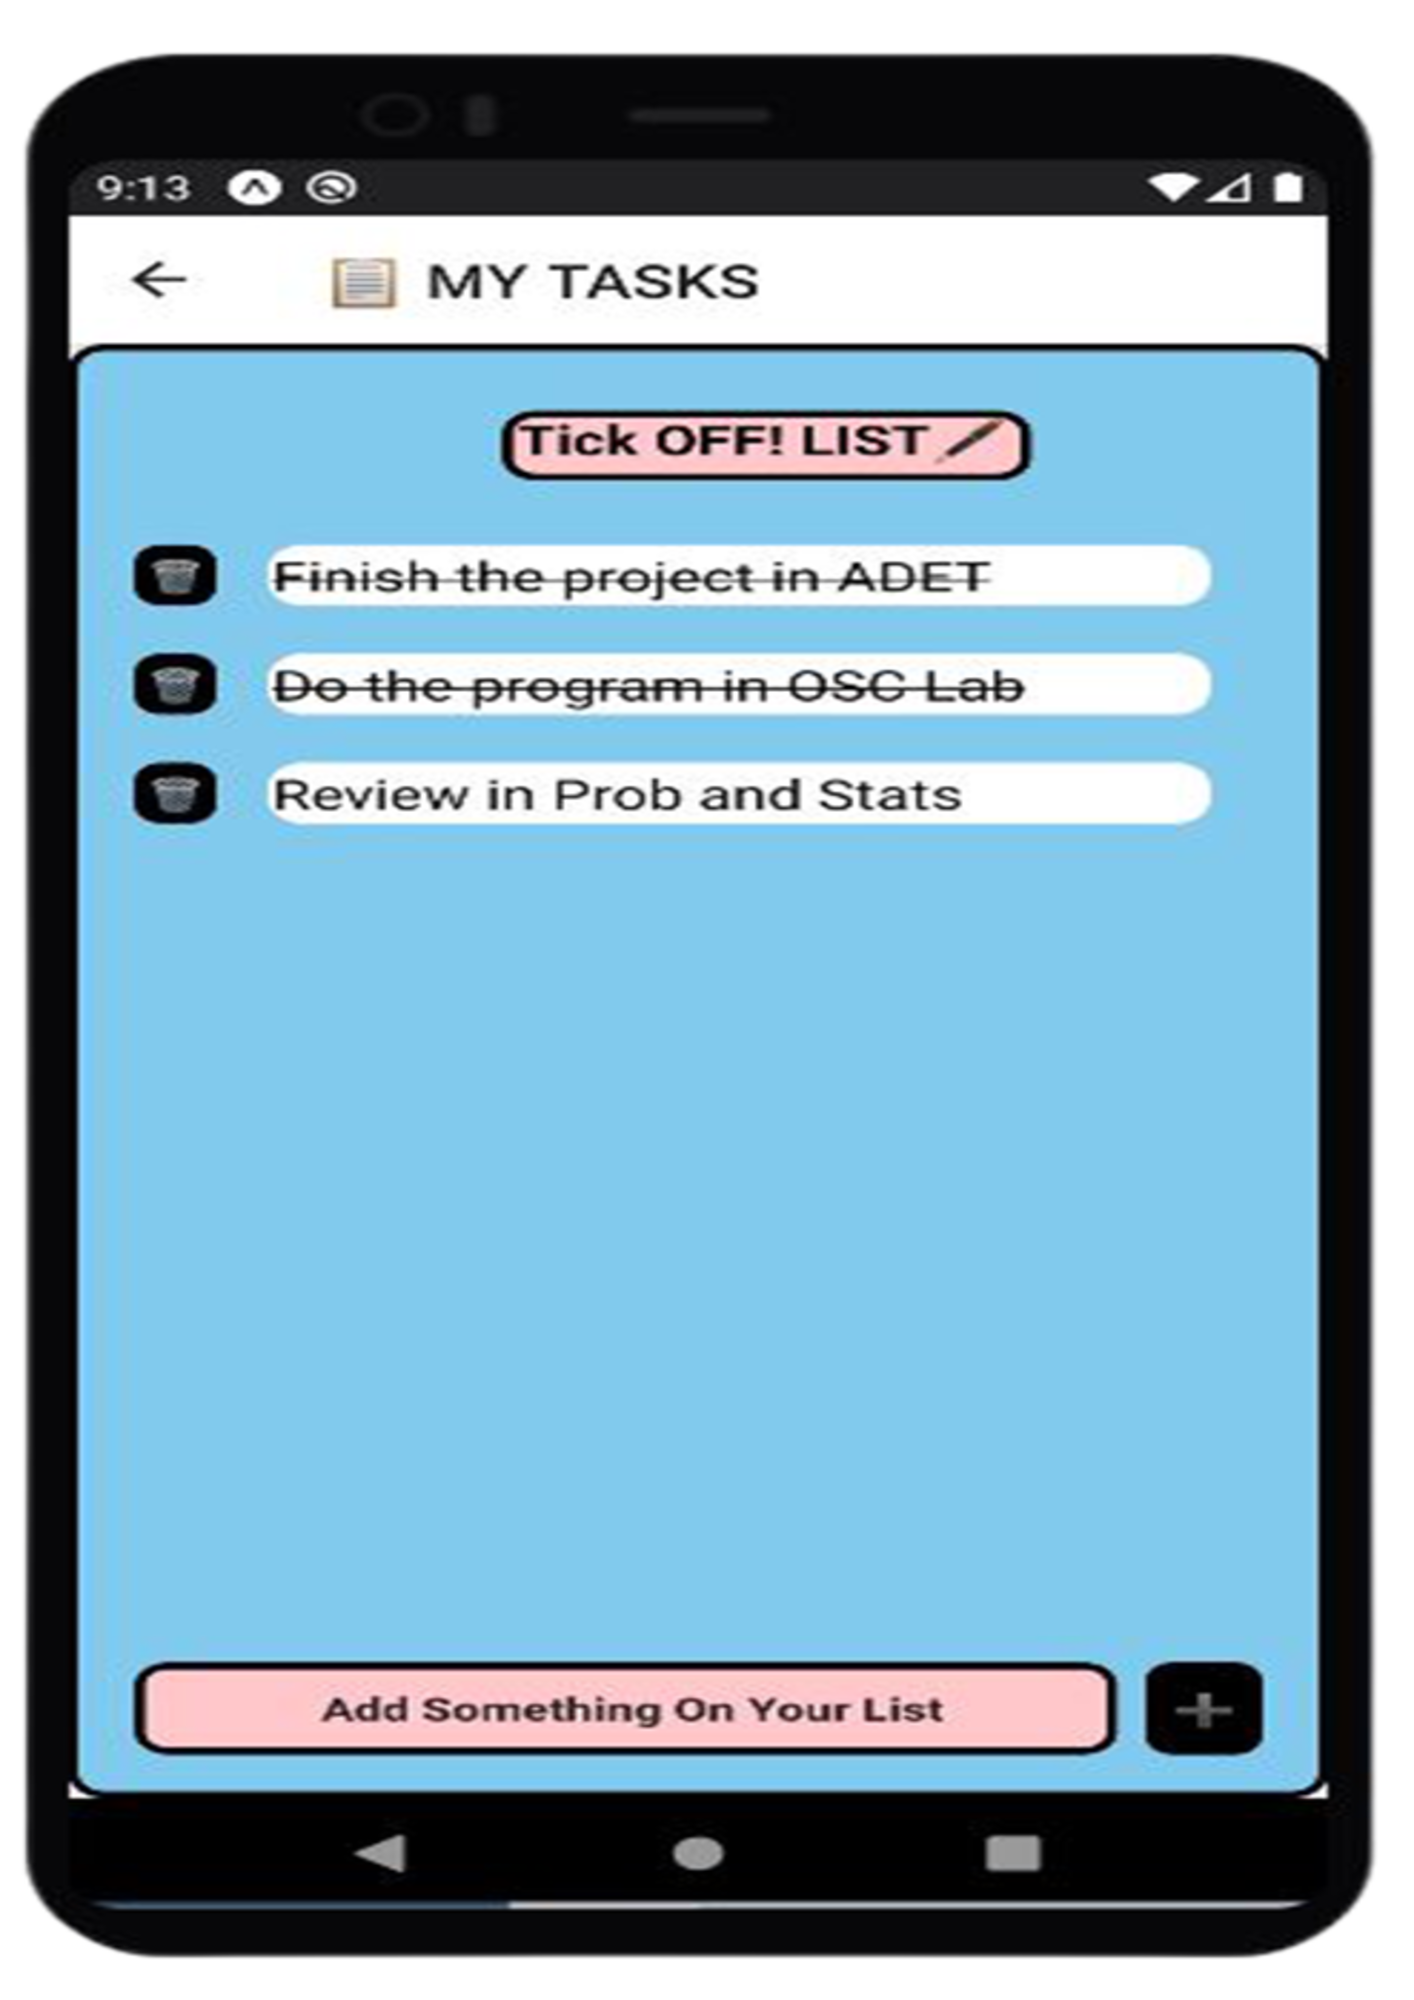 9:13
MY TASKS
Tick OFF! LIST
Finish the project in ADET
Do the program in OSC Lab
Review in Prob and Stats
Add Something On Your List
+